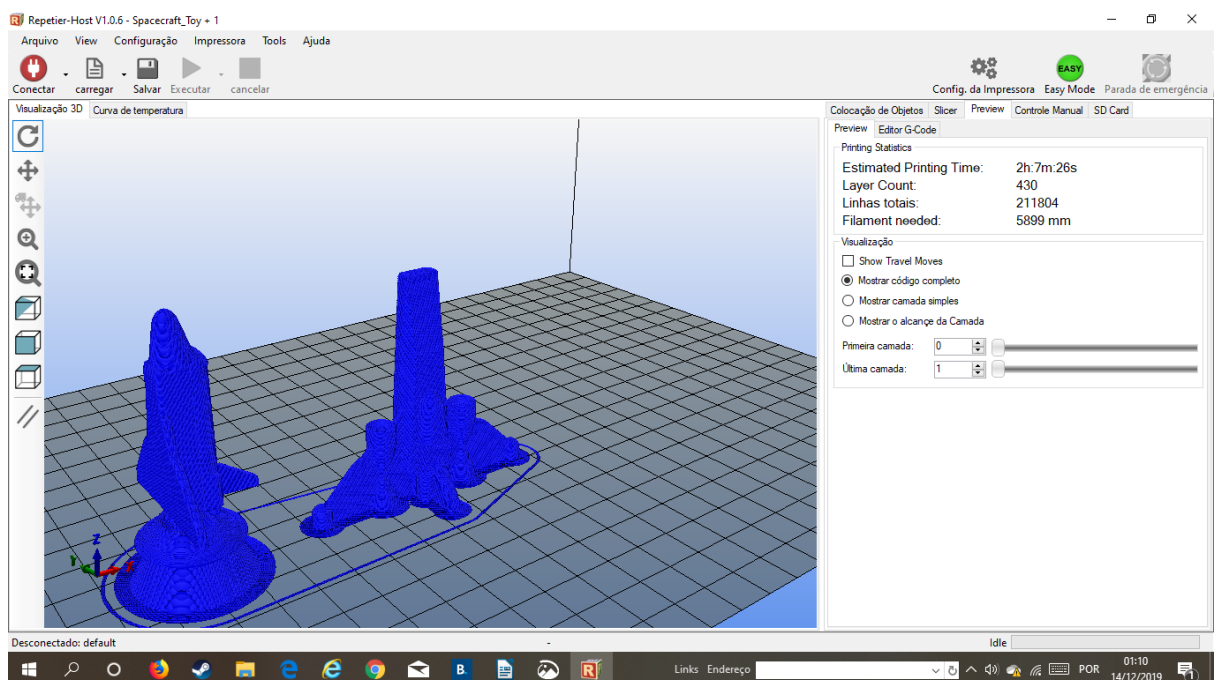 Repetier-Host V1.0.6 - Spacecraft_Toy + 1
Arquivo View Configuração Impressora Tools Ajuda
Conectar carregar Salvar Executar cancelar
Config. da Impressora Easy Mode Parada de emergência
EASY
Visualização 3D Curva de temperatura
Colocação de Objetos Slicer Preview Controle Manual SD Card
Preview Editor G-Code
Printing Statistics
Estimated Printing Time: 2h:7m:26s
Layer Count: 430
Linhas totais: 211804
Filament needed: 5899 mm
Visualização
Show Travel Moves
Mostrar código completo
Mostrar camada simples
Mostrar o alcançe da Camada
Primeira camada: 0
Última camada: 1
Z
Desconectado: default - Idle
B. R
Links Endereço POR 01:10
14/12/2019
1